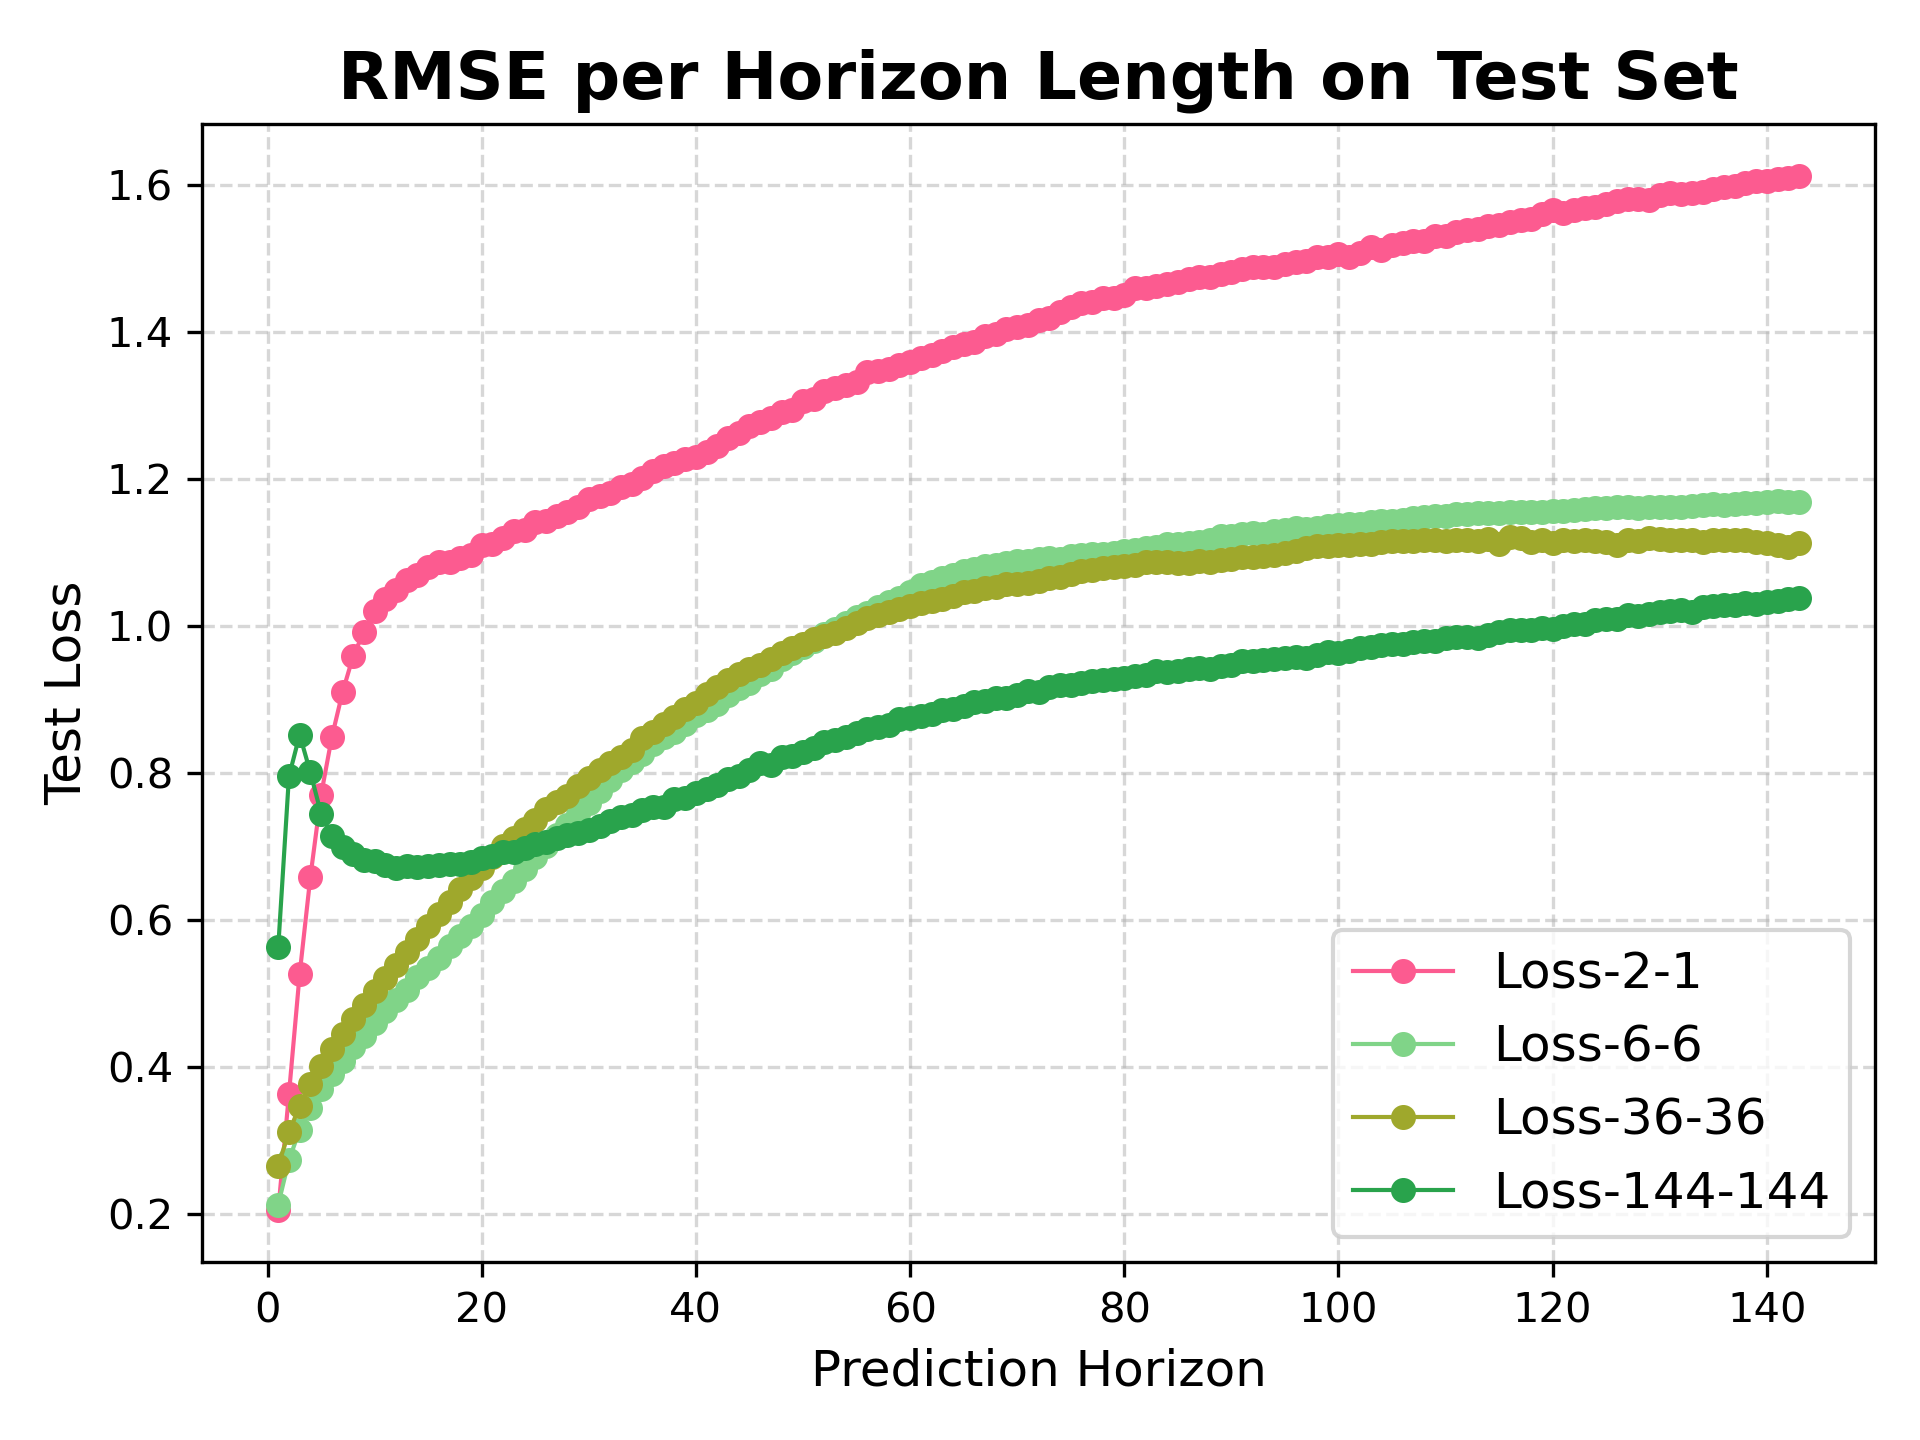 RMSE per Horizon Length on Test Set
Test Loss
1.6
1.4
1.2
1.0
0.8
0.6
0.4
0.2
0 20 40 60 80 100 120 140
Prediction Horizon
Loss-2-1
Loss-6-6
Loss-36-36
Loss-144-144